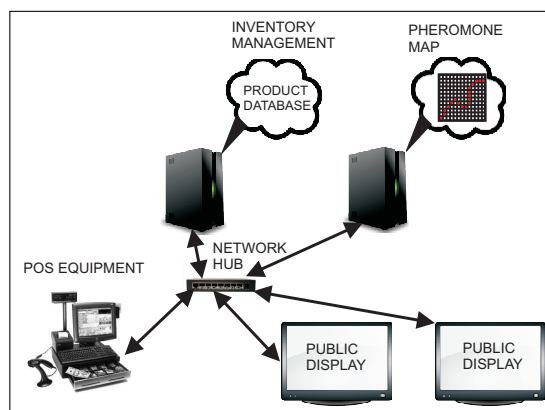 INVENTORY
MANAGEMENT
PHEROMONE
MAP
PRODUCT
DATABASE
NETWORK
HUB
POS EQUIPMENT
PUBLIC
DISPLAY
PUBLIC
DISPLAY